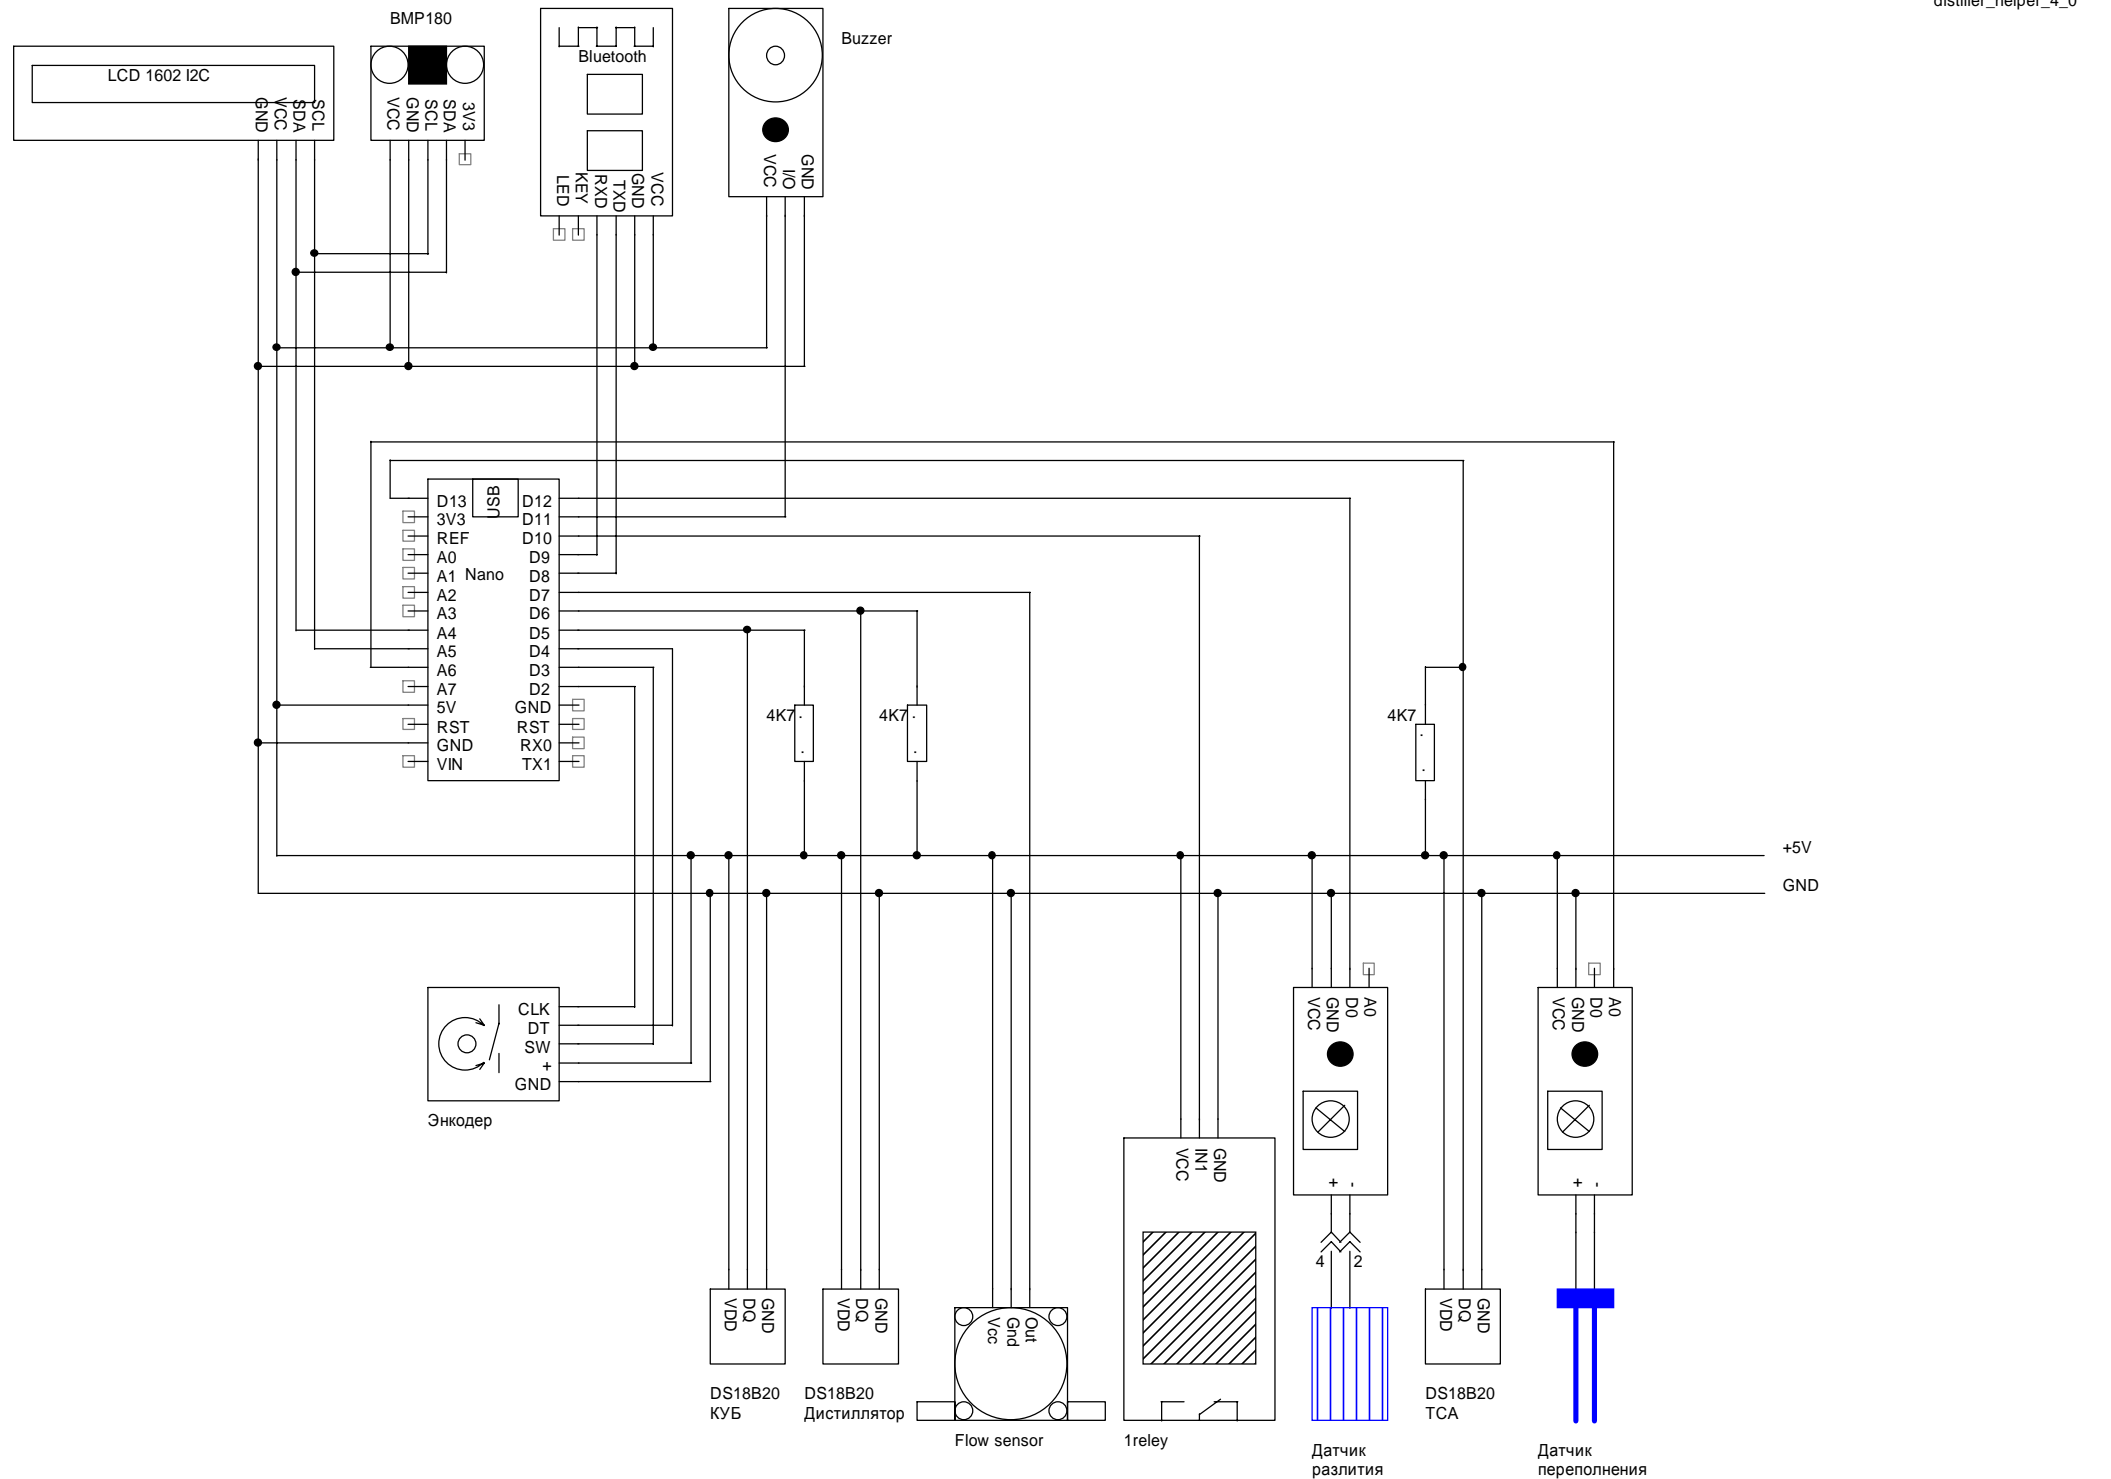 distiller_helper_4_0
BMP180
LCD 1602 I2C
GND
VCC
SDA
SCL
VCC
GND
SCL
SDA
3V3
Bluetooth
LED
KEY
RXD
TXD
GND
VCC
Buzzer
VCC
I/O
GND
USB
Nano
D13
3V3
REF
A0
A1
A2
A3
A4
A5
A6
A7
5V
RST
GND
VIN
D12
D11
D10
D9
D8
D7
D6
D5
D4
D3
D2
GND
RST
RX0
TX1
4K7
4K7
4K7
+5V
GND
CLK
DT
SW
+
GND
Энкодер
VCC
GND
D0
A0
+ -
4 2
VCC
GND
D0
A0
+ -
VCC
IN1
GND
VDD
DQ
GND
VDD
DQ
GND
Vcc
Gnd
Out
VDD
DQ
GND
DS18B20
КУБ
DS18B20
Дистиллятор
Flow sensor
1reley
Датчик
разлития
DS18B20
ТСА
Датчик
переполнения